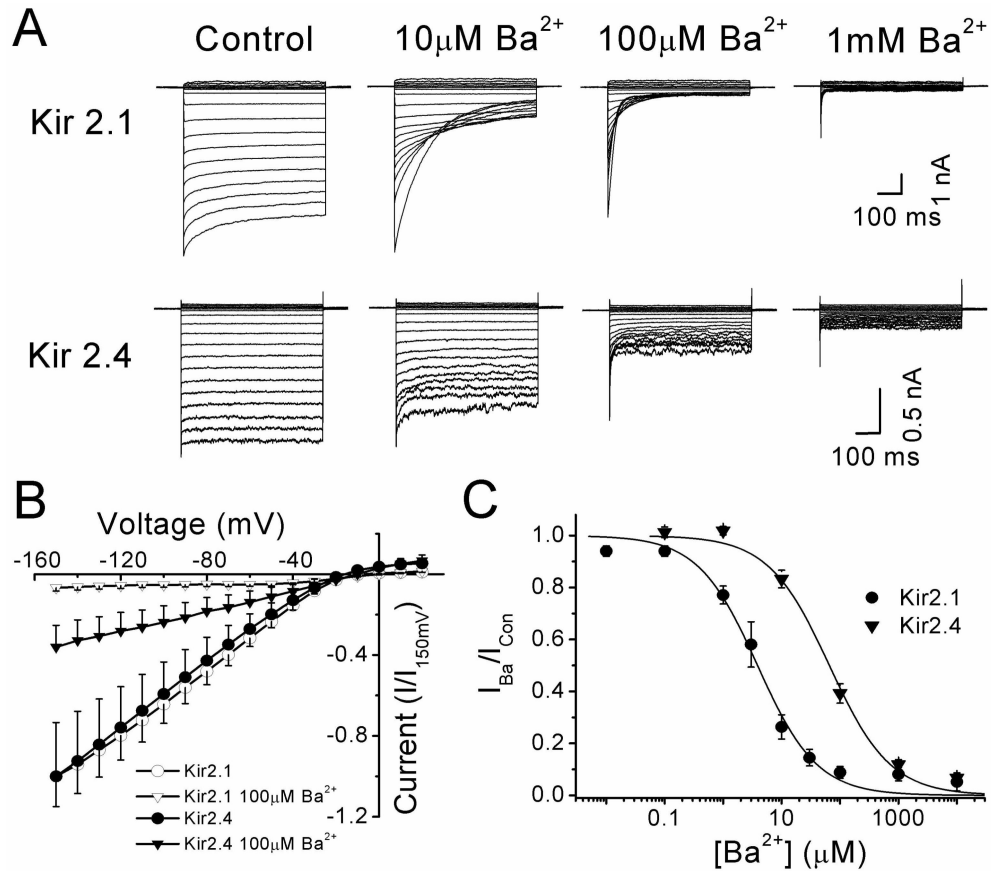 A
Control
10μM Ba²⁺
100μM Ba²⁺
1mM Ba²⁺
Kir 2.1
1 nA
100 ms
Kir 2.4
0.5 nA
100 ms
B
Voltage (mV)
-160 -120 -80 -40
-0.4
-0.8
-1.2
Current (I/I150mV)
Kir2.1
Kir2.1 100μM Ba²⁺
Kir2.4
Kir2.4 100μM Ba²⁺
C
1.0
0.8
0.6
0.4
0.2
0.0
IBa/ICon
Kir2.1
Kir2.4
0.1 10 1000
[Ba²⁺] (μM)